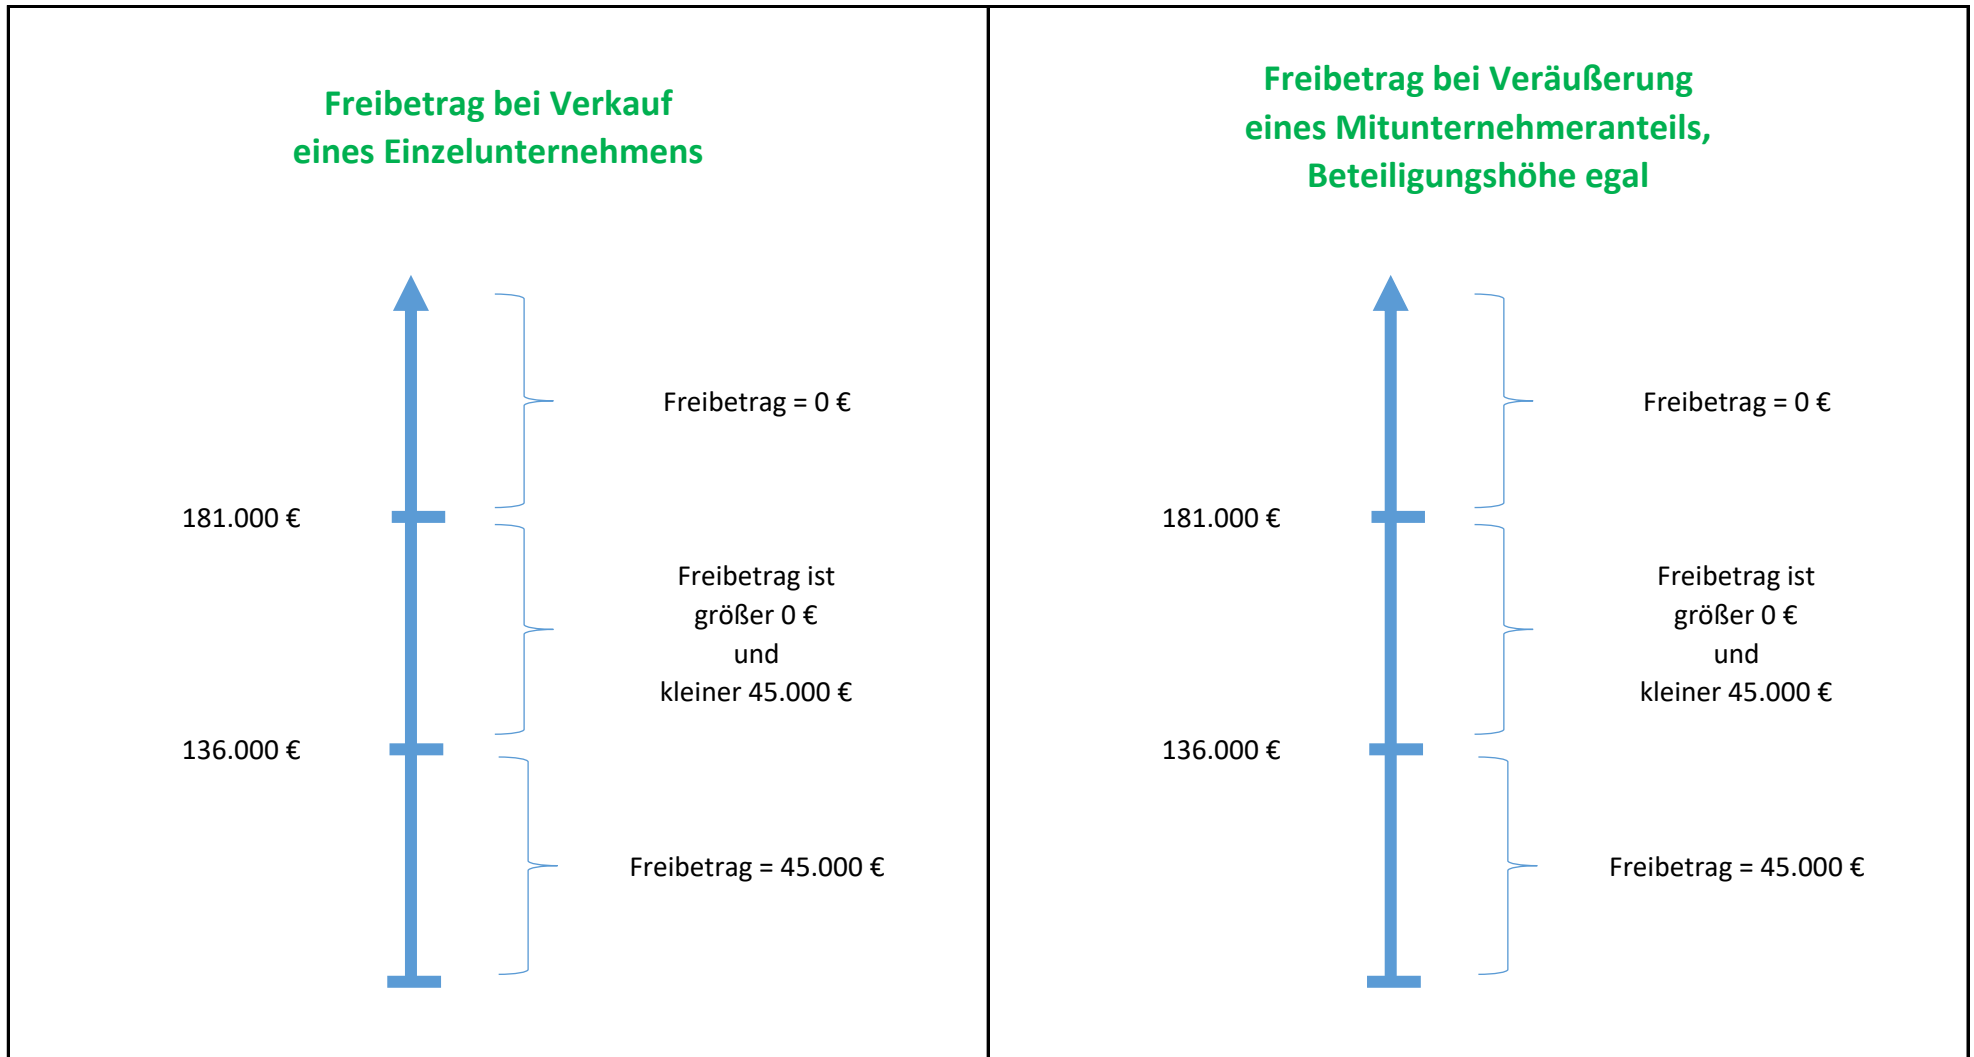 Freibetrag bei Verkauf
eines Einzelunternehmens
Freibetrag = 0 €
181.000 €
Freibetrag ist
größer 0 €
und
kleiner 45.000 €
136.000 €
Freibetrag = 45.000 €
Freibetrag bei Veräußerung
eines Mitunternehmeranteils,
Beteiligungshöhe egal
Freibetrag = 0 €
181.000 €
Freibetrag ist
größer 0 €
und
kleiner 45.000 €
136.000 €
Freibetrag = 45.000 €